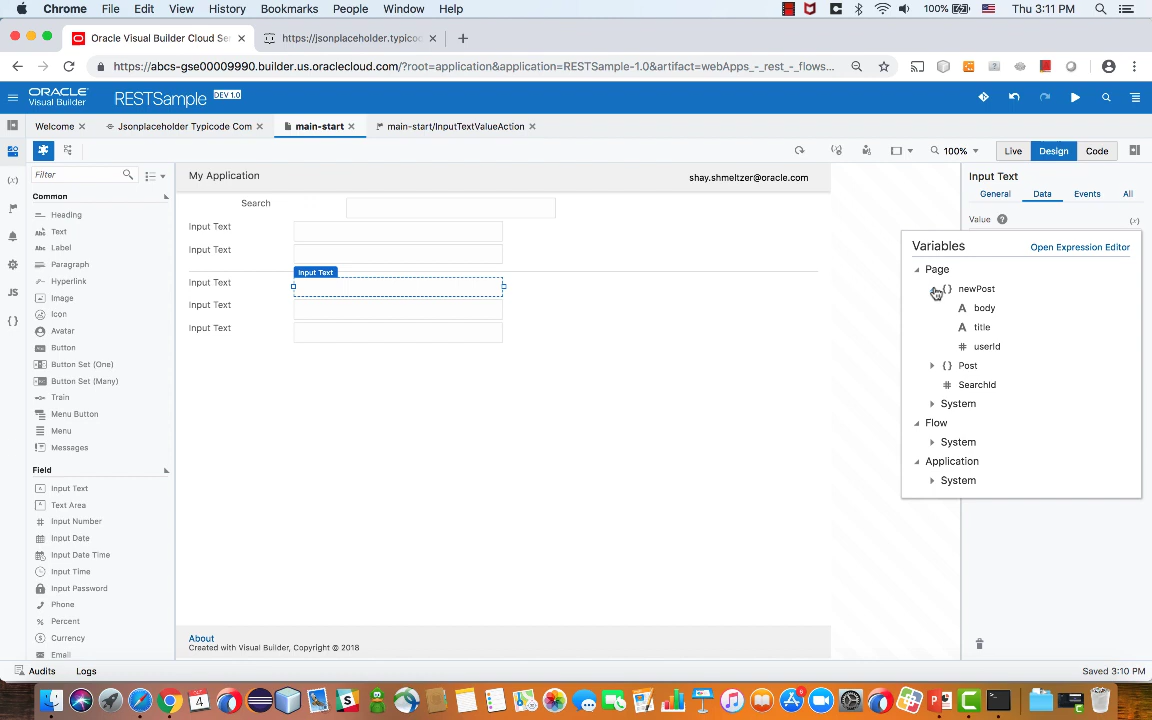 Chrome File Edit View History Bookmarks People Window Help 100% Thu 3:11 PM
Oracle Visual Builder Cloud Se https://jsonplaceholder.typico
https://abcs-gse00009990.builder.us.oraclecloud.com/?root=application&application=RESTSample-1.0&artifact=webApps_-_rest_-_flows...
ORACLE
Visual Builder
RESTSample DEV 1.0
Welcome Jsonplaceholder Typicode Com main-start main-start/InputTextValueAction
100% Live Design Code
Filter
Common
Heading
Text
Label
Paragraph
Hyperlink
Image
Icon
Avatar
Button
Button Set (One)
Button Set (Many)
Train
Menu Button
Menu
Messages
Field
Input Text
Text Area
Input Number
Input Date
Input Date Time
Input Time
Input Password
Phone
Percent
Currency
Email
My Application shay.shmeltzer@oracle.com
Search
Input Text
Input Text
Input Text
Input Text
Input Text
Input Text
About
Created with Visual Builder, Copyright © 2018
Input Text
General Data Events All
Value ? (x)
Variables Open Expression Editor
Page
{} newPost
A body
A title
# userId
{} Post
# SearchId
System
Flow
System
Application
System
Audits Logs Saved 3:10 PM